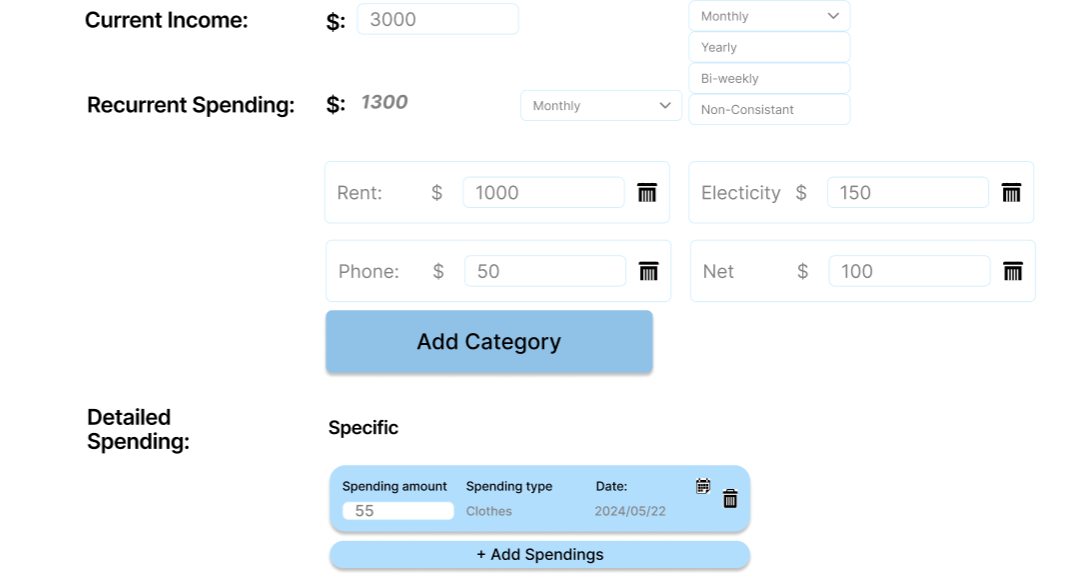 Current Income: $: 3000 Monthly
Yearly
Bi-weekly
Non-Consistant
Recurrent Spending: $: 1300 Monthly
Rent: $ 1000 Electicity $ 150
Phone: $ 50 Net $ 100
Add Category
Detailed
Spending:
Specific
Spending amount Spending type Date:
55 Clothes 2024/05/22
+ Add Spendings